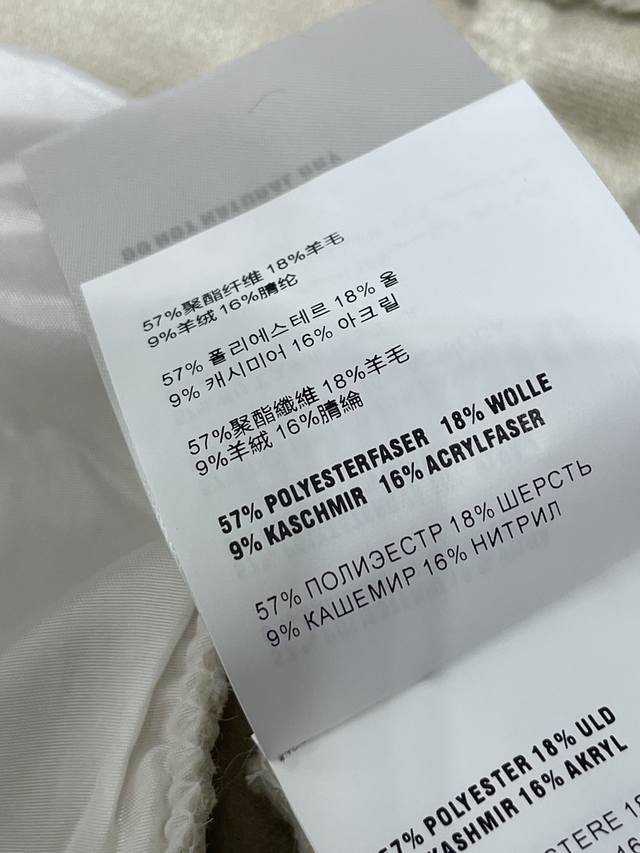 57%聚酯纤维 18%羊毛
9%羊绒 16%腈纶
57% 폴리에스테르 18% 울
9% 캐시미어 16% 아크릴
57%聚酯纖維 18%羊毛
9%羊絨 16%腈綸
57% POLYESTERFASER 18% WOLLE
9% KASCHMIR 16% ACRYLFASER
57% ПОЛИЭСТР 18% ШЕРСТЬ
9% КАШЕМИР 16% НИТРИЛ
57% POLYESTER 18% ULD
KASHMIR 16% AKRYL